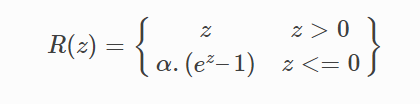 R(z) = { z z > 0
α.(e^z–1) z <= 0 }